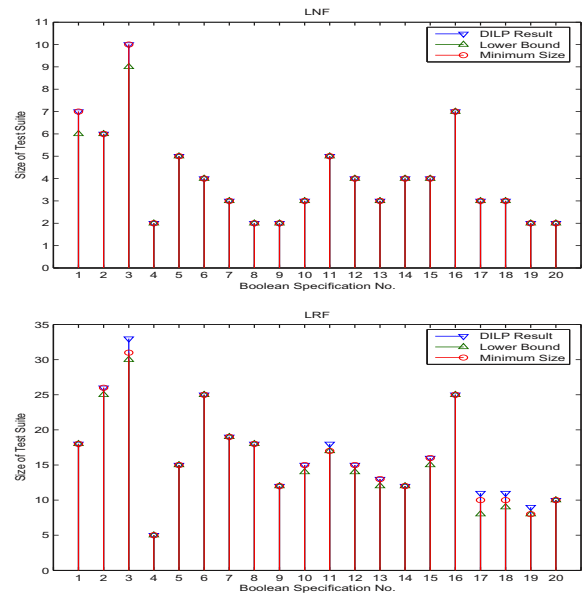 LNF
11
10
9
8
7
6
5
4
3
2
1
0
Size of Test Suite
DILP Result
Lower Bound
Minimum Size
1 2 3 4 5 6 7 8 9 10 11 12 13 14 15 16 17 18 19 20
Boolean Specification No.
LRF
35
30
25
20
15
10
5
0
Size of Test Suite
DILP Result
Lower Bound
Minimum Size
1 2 3 4 5 6 7 8 9 10 11 12 13 14 15 16 17 18 19 20
Boolean Specification No.